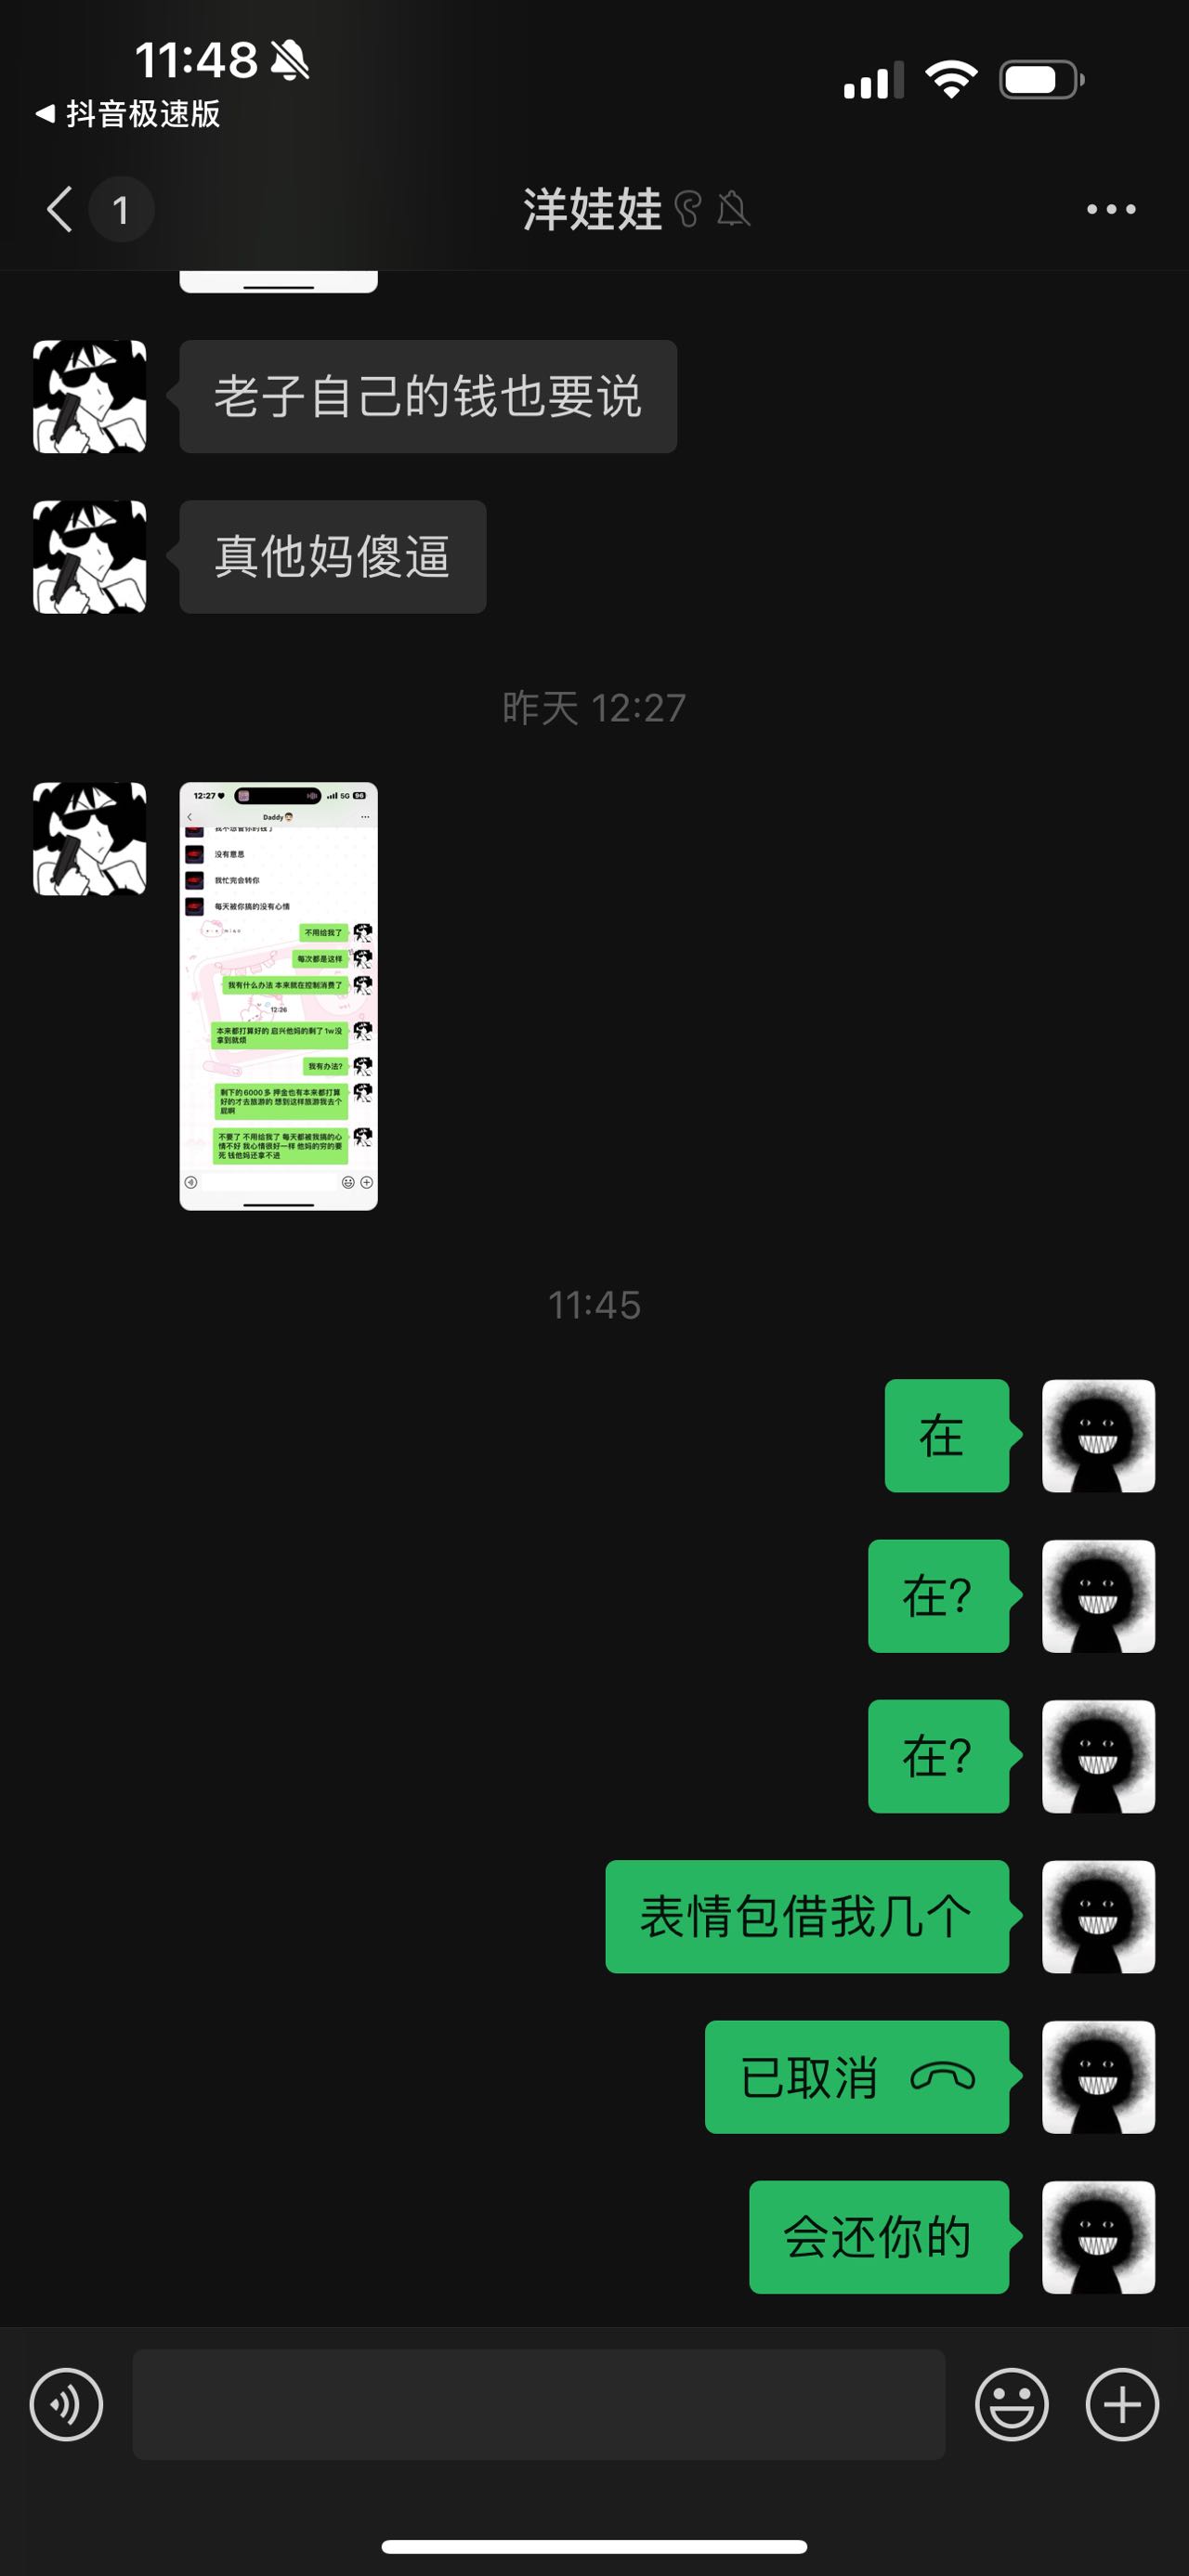 11:48
抖音极速版
1
洋娃娃
老子自己的钱也要说
真他妈傻逼
昨天 12:27
12:27
5G 96
Daddy
我不想管你的钱了
没有意思
我忙完会转你
每天被你搞的没有心情
不用给我了
每次都是这样
我有什么办法 本来就在控制消费了
12:26
本来都打算好的 启兴他妈的剩了1w没
拿到就烦
我有办法?
剩下的6000多 押金也有本来都打算
好的才去旅游的 想到这样旅游我去个
屁啊
不要了 不用给我了 每天都被我搞的心
情不好 我心情很好一样 他妈的穷的要
死 钱他妈还拿不进
11:45
在
在?
在?
表情包借我几个
已取消
会还你的